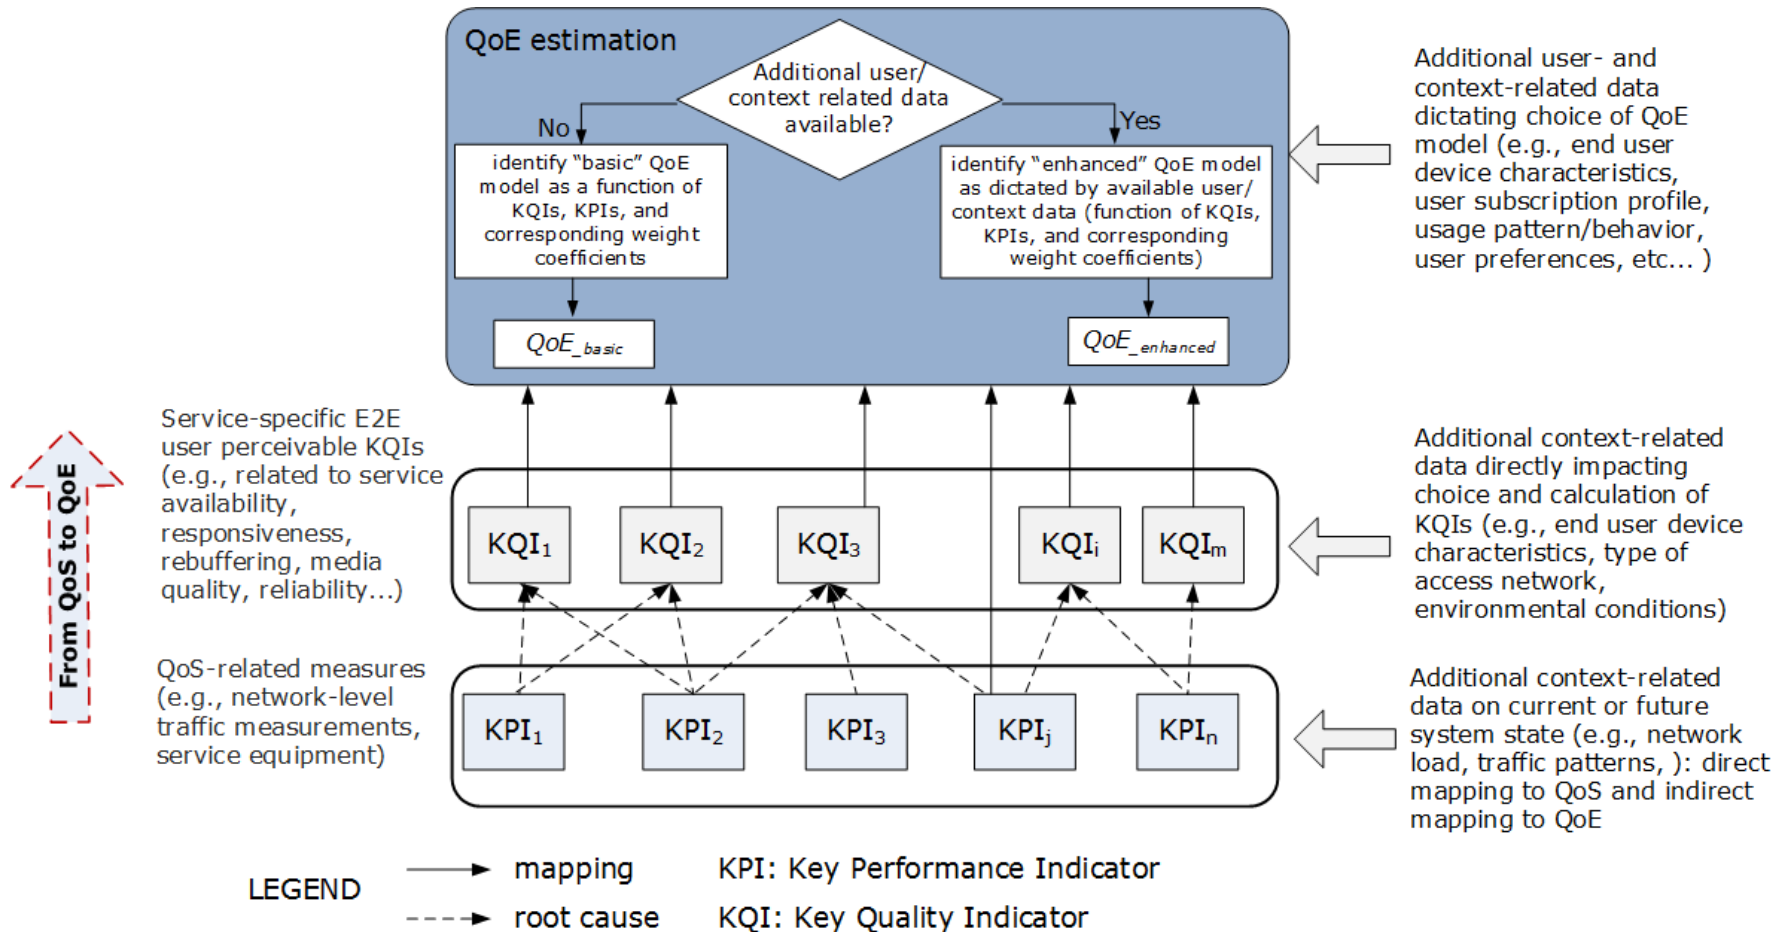 QoE estimation
Additional user/
context related data
available?
No
Yes
identify “basic” QoE
model as a function of
KQIs, KPIs, and
corresponding weight
coefficients
identify “enhanced” QoE model
as dictated by available user/
context data (function of KQIs,
KPIs, and corresponding
weight coefficients)
QoE_basic
QoE_enhanced
Additional user- and
context-related data
dictating choice of QoE
model (e.g., end user
device characteristics,
user subscription profile,
usage pattern/behavior,
user preferences, etc... )
From QoS to QoE
Service-specific E2E
user perceivable KQIs
(e.g., related to service
availability,
responsiveness,
rebuffering, media
quality, reliability...)
KQI1
KQI2
KQI3
KQIi
KQIm
Additional context-related
data directly impacting
choice and calculation of
KQIs (e.g., end user device
characteristics, type of
access network,
environmental conditions)
QoS-related measures
(e.g., network-level
traffic measurements,
service equipment)
KPI1
KPI2
KPI3
KPIj
KPIn
Additional context-related
data on current or future
system state (e.g., network
load, traffic patterns, ): direct
mapping to QoS and indirect
mapping to QoE
LEGEND
mapping
KPI: Key Performance Indicator
root cause
KQI: Key Quality Indicator